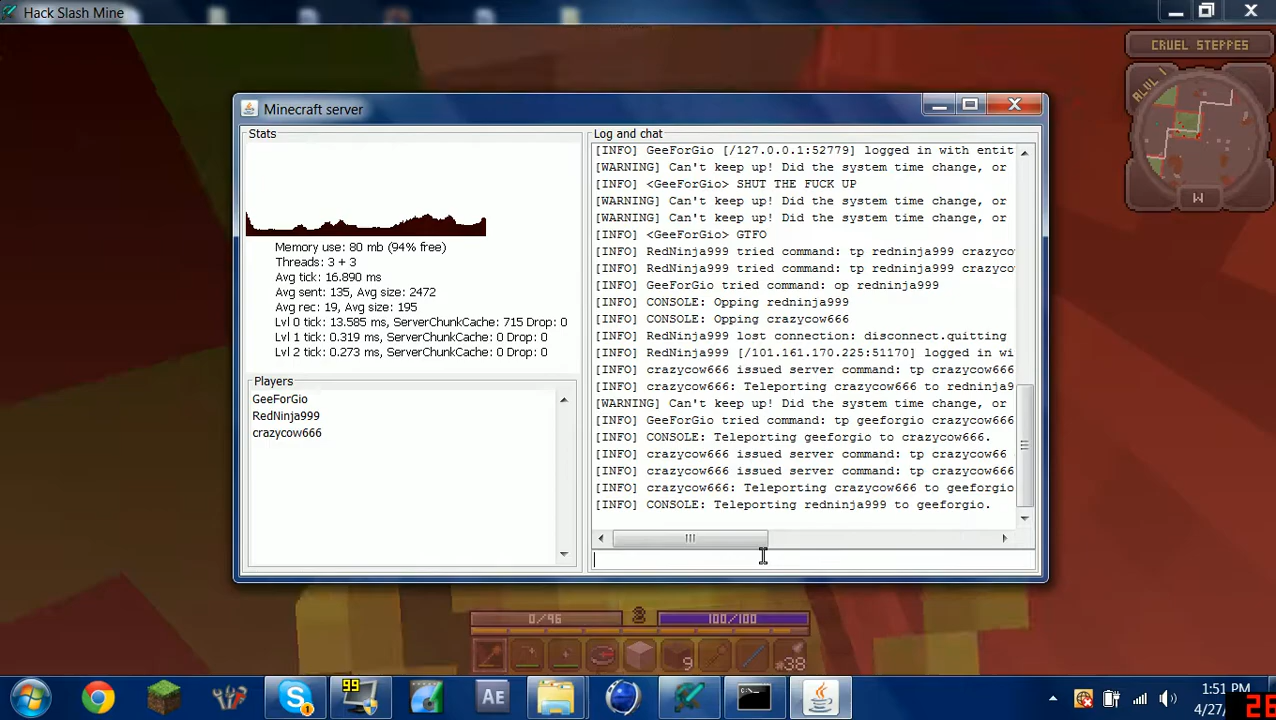 Hack Slash Mine
CRUEL STEPPES
RLVL 1
W
Minecraft server
Stats
Memory use: 80 mb (94% free)
Threads: 3 + 3
Avg tick: 16.890 ms
Avg sent: 135, Avg size: 2472
Avg rec: 19, Avg size: 195
Lvl 0 tick: 13.585 ms, ServerChunkCache: 715 Drop: 0
Lvl 1 tick: 0.319 ms, ServerChunkCache: 0 Drop: 0
Lvl 2 tick: 0.273 ms, ServerChunkCache: 0 Drop: 0
Players
GeeForGio
RedNinja999
crazycow666
Log and chat
[INFO] GeeForGio [/127.0.0.1:52779] logged in with entit
[WARNING] Can't keep up! Did the system time change, or
[INFO] <GeeForGio> SHUT THE FUCK UP
[WARNING] Can't keep up! Did the system time change, or
[WARNING] Can't keep up! Did the system time change, or
[INFO] <GeeForGio> GTFO
[INFO] RedNinja999 tried command: tp redninja999 crazyco
[INFO] RedNinja999 tried command: tp redninja999 crazyco
[INFO] GeeForGio tried command: op redninja999
[INFO] CONSOLE: Opping redninja999
[INFO] CONSOLE: Opping crazycow666
[INFO] RedNinja999 lost connection: disconnect.quitting
[INFO] RedNinja999 [/101.161.170.225:51170] logged in wi
[INFO] crazycow666 issued server command: tp crazycow666
[INFO] crazycow666: Teleporting crazycow666 to redninja9
[WARNING] Can't keep up! Did the system time change, or
[INFO] GeeForGio tried command: tp geeforgio crazycow666
[INFO] CONSOLE: Teleporting geeforgio to crazycow666.
[INFO] crazycow666 issued server command: tp crazycow66
[INFO] crazycow666 issued server command: tp crazycow666
[INFO] crazycow666: Teleporting crazycow666 to geeforgio
[INFO] CONSOLE: Teleporting redninja999 to geeforgio.
0/96
3
100/100
9
38
99
AE
1:51 PM
4/27/
28